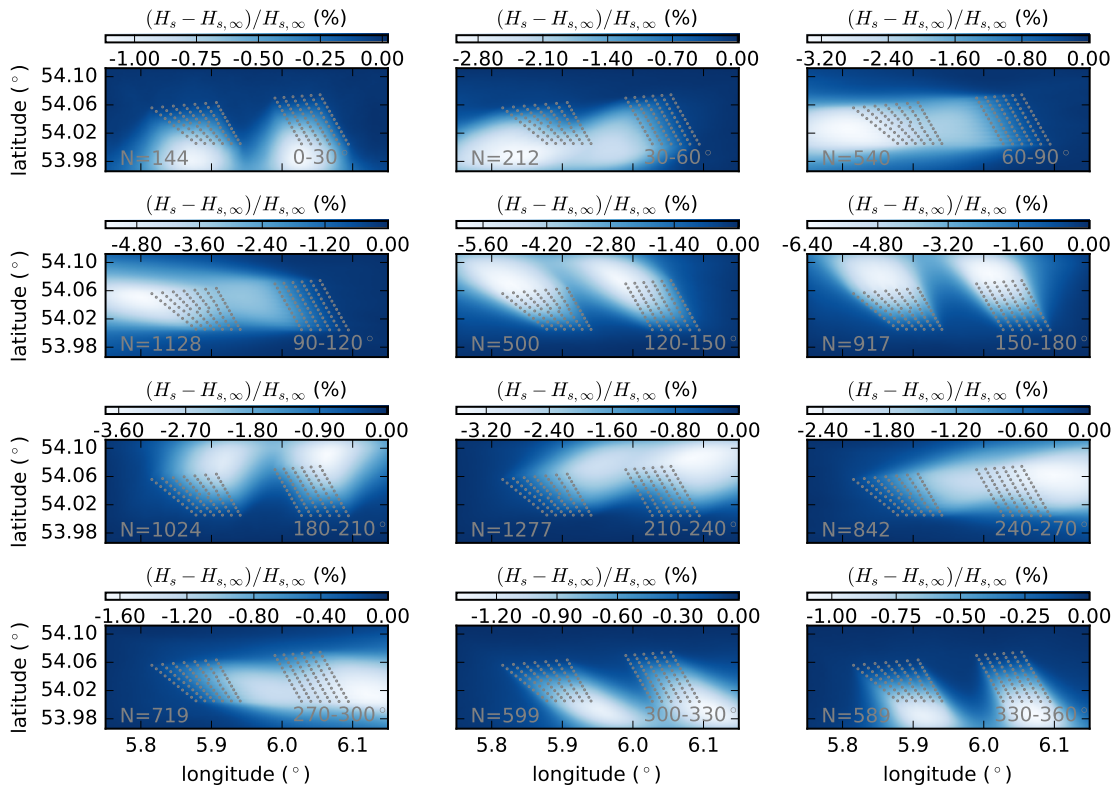 (H_s − H_{s,∞})/H_{s,∞} (%) (H_s − H_{s,∞})/H_{s,∞} (%) (H_s − H_{s,∞})/H_{s,∞} (%)
-1.00 -0.75 -0.50 -0.25 0.00 -2.80 -2.10 -1.40 -0.70 0.00 -3.20 -2.40 -1.60 -0.80 0.00
latitude (°)
54.10
54.06
54.02
53.98
N=144 0-30°
N=212 30-60°
N=540 60-90°
(H_s − H_{s,∞})/H_{s,∞} (%) (H_s − H_{s,∞})/H_{s,∞} (%) (H_s − H_{s,∞})/H_{s,∞} (%)
-4.80 -3.60 -2.40 -1.20 0.00 -5.60 -4.20 -2.80 -1.40 0.00 -6.40 -4.80 -3.20 -1.60 0.00
latitude (°)
54.10
54.06
54.02
53.98
N=1128 90-120°
N=500 120-150°
N=917 150-180°
(H_s − H_{s,∞})/H_{s,∞} (%) (H_s − H_{s,∞})/H_{s,∞} (%) (H_s − H_{s,∞})/H_{s,∞} (%)
-3.60 -2.70 -1.80 -0.90 0.00 -3.20 -2.40 -1.60 -0.80 0.00 -2.40 -1.80 -1.20 -0.60 0.00
latitude (°)
54.10
54.06
54.02
53.98
N=1024 180-210°
N=1277 210-240°
N=842 240-270°
(H_s − H_{s,∞})/H_{s,∞} (%) (H_s − H_{s,∞})/H_{s,∞} (%) (H_s − H_{s,∞})/H_{s,∞} (%)
-1.60 -1.20 -0.80 -0.40 0.00 -1.20 -0.90 -0.60 -0.30 0.00 -1.00 -0.75 -0.50 -0.25 0.00
latitude (°)
54.10
54.06
54.02
53.98
N=719 270-300°
N=599 300-330°
N=589 330-360°
5.8 5.9 6.0 6.1 5.8 5.9 6.0 6.1 5.8 5.9 6.0 6.1
longitude (°) longitude (°) longitude (°)